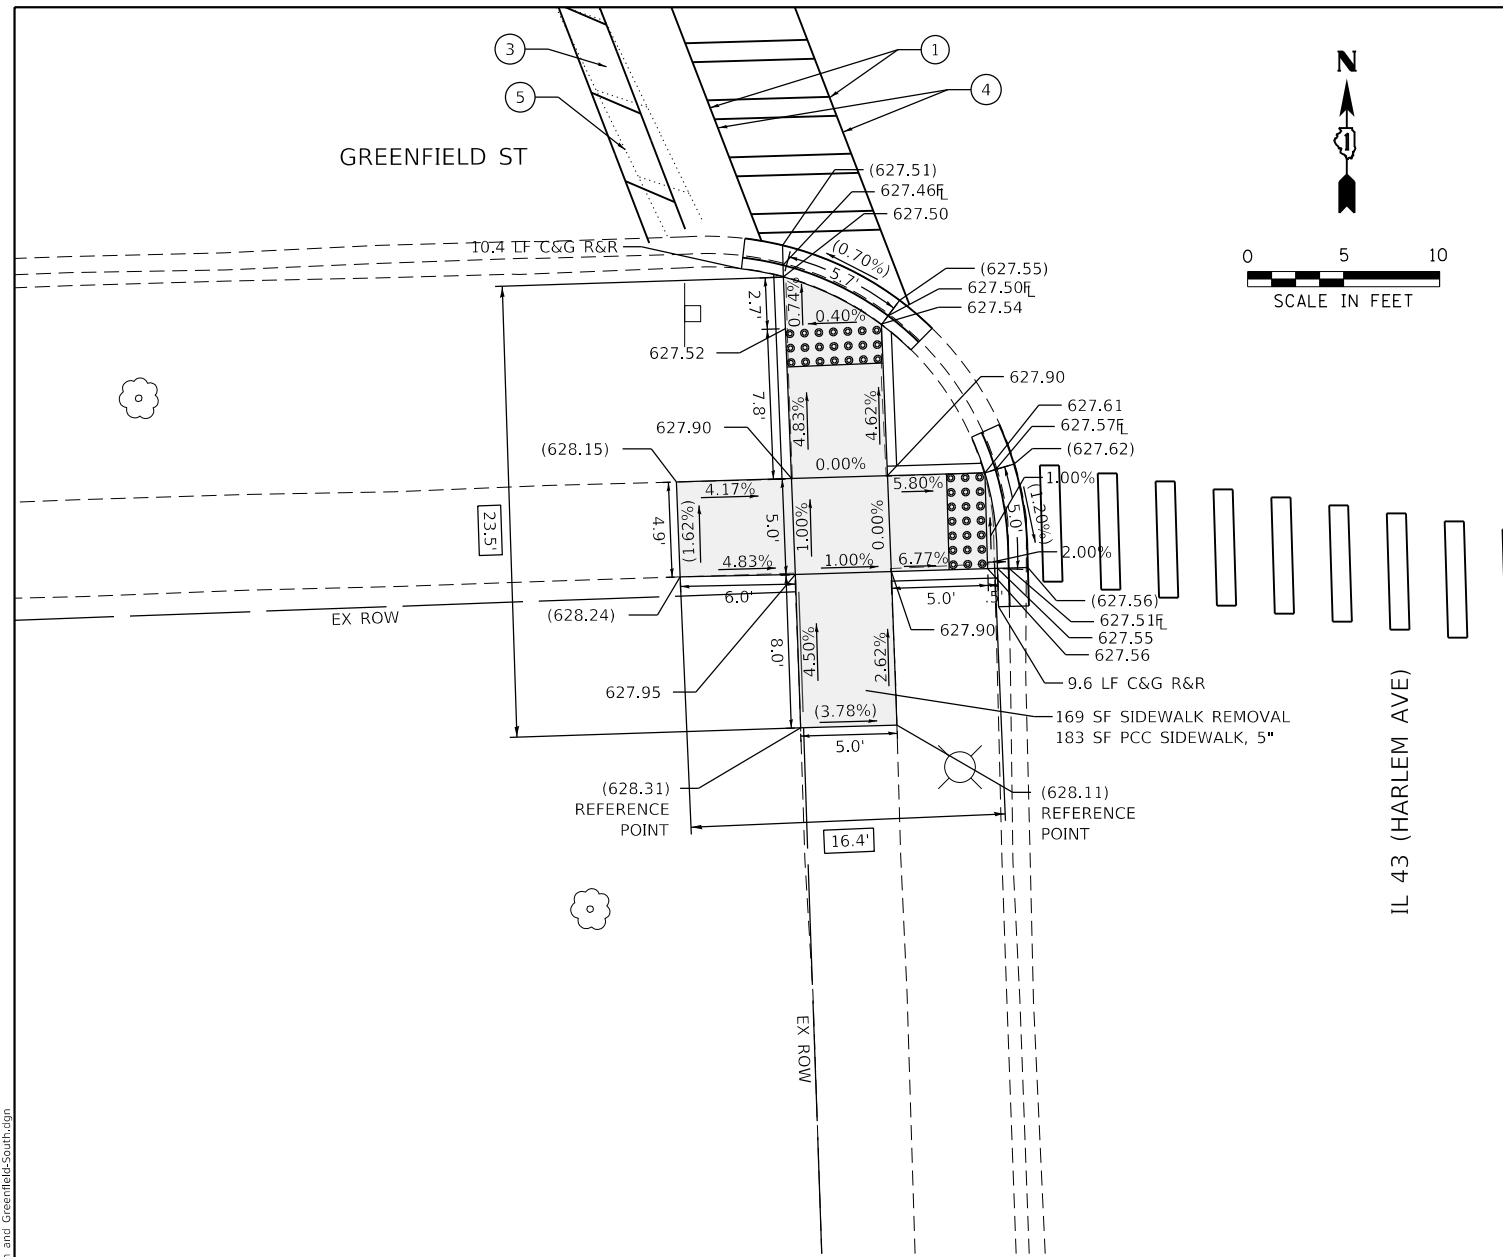 3
1
5
4
N
1
GREENFIELD ST
0 5 10
SCALE IN FEET
(627.51)
627.46FL
627.50
10.4 LF C&G R&R
(0.70%)
5.7'
(627.55)
627.50FL
627.54
2.7'
0.74%
0.40%
627.52
627.90
627.61
627.57FL
(627.62)
7.8'
4.83%
4.62%
627.90
(628.15)
0.00%
4.17%
5.80%
1.00%
23.5'
4.9'
(1.62%)
5.0'
1.00%
0.00%
5.0'
(1.20%)
4.83%
1.00%
6.77%
2.00%
EX ROW
(628.24)
6.0'
5.0'
.5'
(627.56)
627.51FL
627.55
627.56
627.90
8.0'
4.50%
2.62%
627.95
9.6 LF C&G R&R
(3.78%)
169 SF SIDEWALK REMOVAL
183 SF PCC SIDEWALK, 5"
5.0'
(628.31)
REFERENCE
POINT
(628.11)
REFERENCE
POINT
16.4'
IL 43 (HARLEM AVE)
EX ROW
and Greenfield-South.dgn